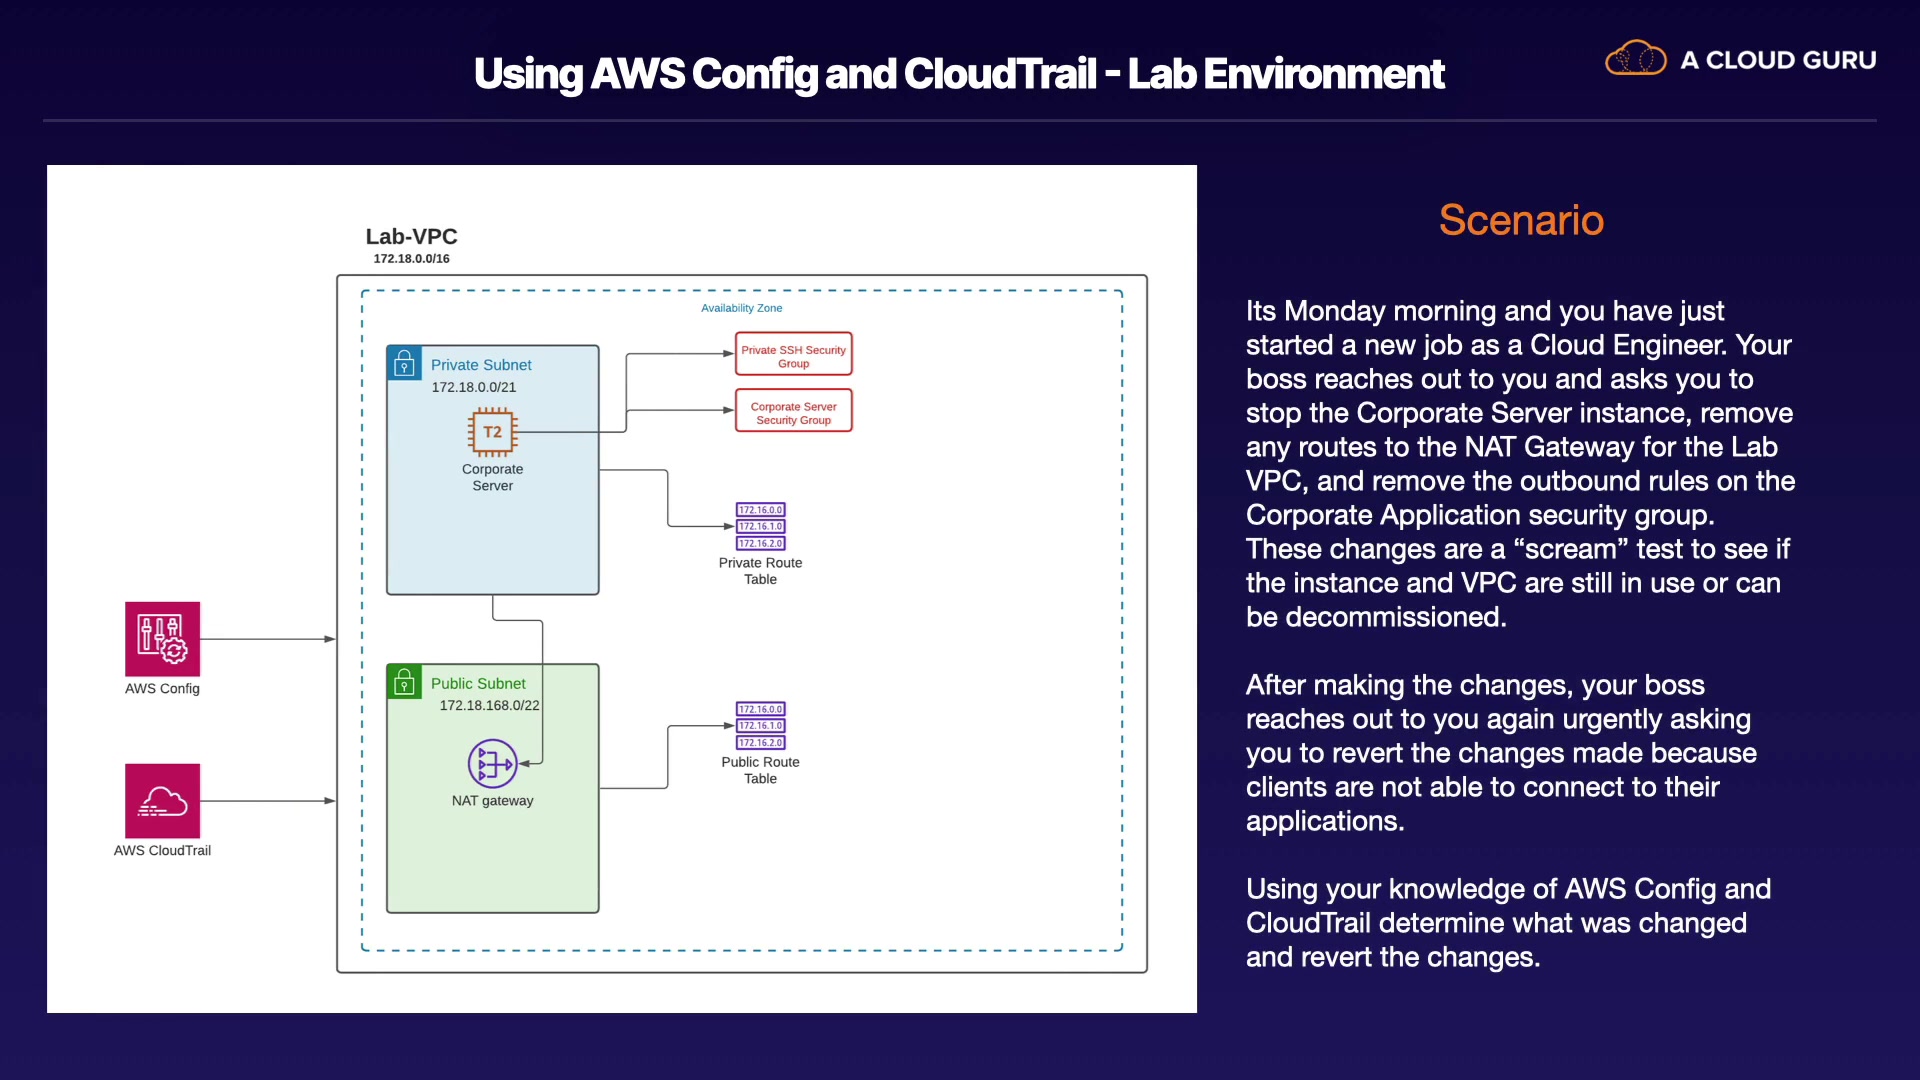 Using AWS Config and CloudTrail - Lab Environment
A CLOUD GURU
Lab-VPC
172.18.0.0/16
Availability Zone
Private Subnet
172.18.0.0/21
T2
Corporate
Server
Private SSH Security
Group
Corporate Server
Security Group
172.16.0.0
172.16.1.0
172.16.2.0
Private Route
Table
AWS Config
Public Subnet
172.18.168.0/22
NAT gateway
172.16.0.0
172.16.1.0
172.16.2.0
Public Route
Table
AWS CloudTrail
Scenario
Its Monday morning and you have just
started a new job as a Cloud Engineer. Your
boss reaches out to you and asks you to
stop the Corporate Server instance, remove
any routes to the NAT Gateway for the Lab
VPC, and remove the outbound rules on the
Corporate Application security group.
These changes are a “scream” test to see if
the instance and VPC are still in use or can
be decommissioned.
After making the changes, your boss
reaches out to you again urgently asking
you to revert the changes made because
clients are not able to connect to their
applications.
Using your knowledge of AWS Config and
CloudTrail determine what was changed
and revert the changes.